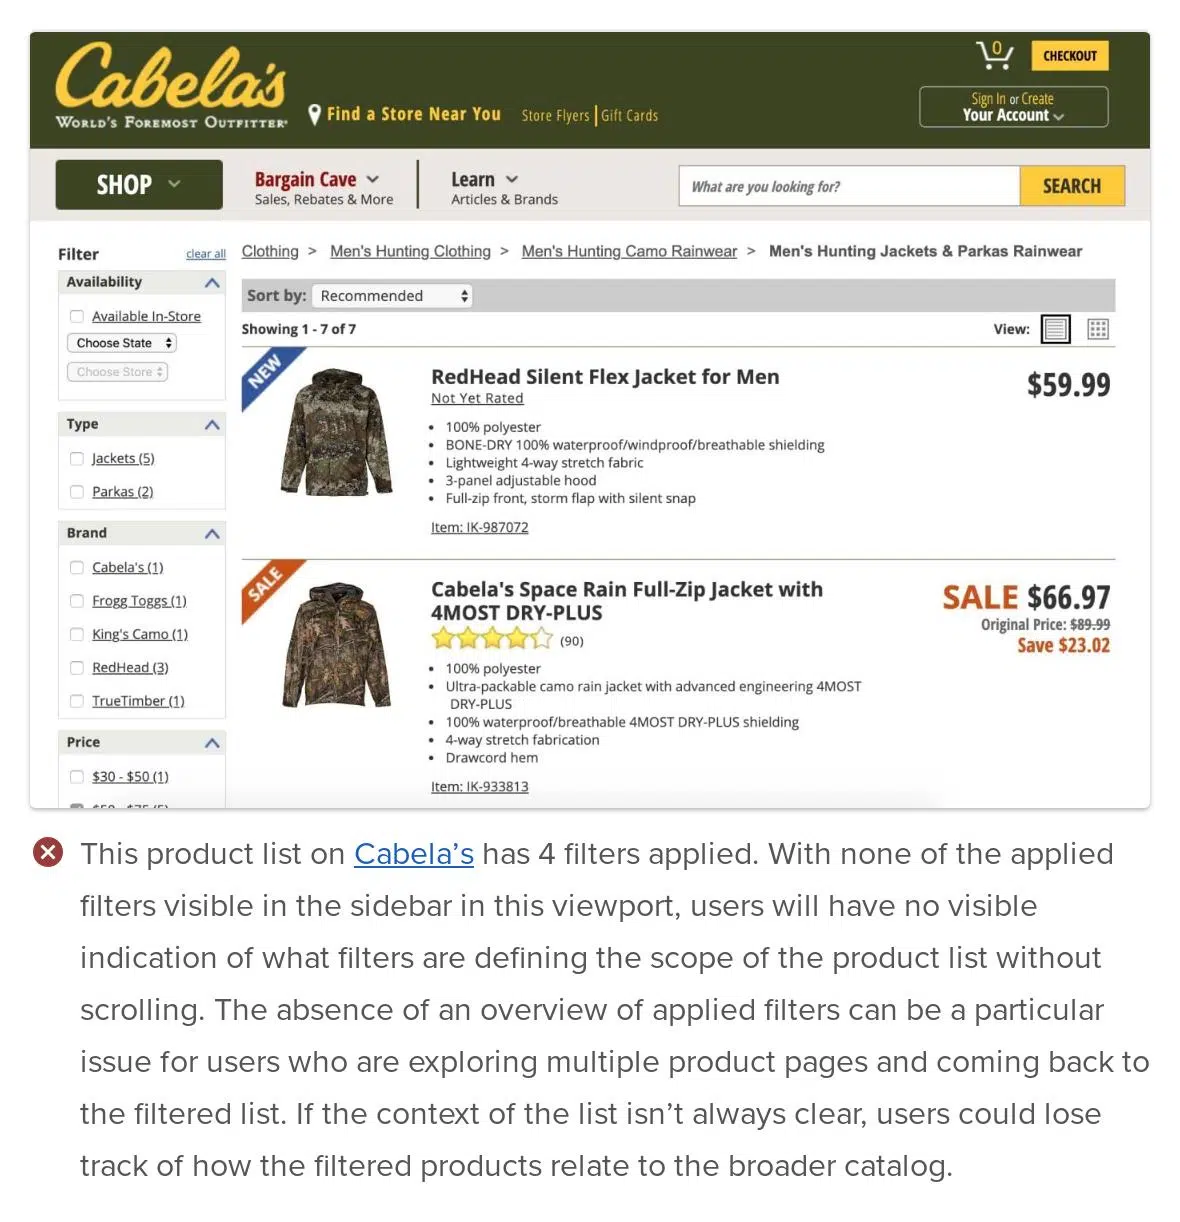 Cabela's
WORLD'S FOREMOST OUTFITTER
Find a Store Near You
Store Flyers | Gift Cards
0
CHECKOUT
Sign In or Create
Your Account
SHOP
Bargain Cave
Sales, Rebates & More
Learn
Articles & Brands
What are you looking for?
SEARCH
Filter
clear all
Availability
Available In-Store
Choose State
Choose Store
Type
Jackets (5)
Parkas (2)
Brand
Cabela's (1)
Frogg Toggs (1)
King's Camo (1)
RedHead (3)
TrueTimber (1)
Price
$30 - $50 (1)
Clothing > Men's Hunting Clothing > Men's Hunting Camo Rainwear > Men's Hunting Jackets & Parkas Rainwear
Sort by: Recommended
Showing 1 - 7 of 7
View:
NEW
RedHead Silent Flex Jacket for Men
$59.99
Not Yet Rated
• 100% polyester
• BONE-DRY 100% waterproof/windproof/breathable shielding
• Lightweight 4-way stretch fabric
• 3-panel adjustable hood
• Full-zip front, storm flap with silent snap
Item: IK-987072
SALE
Cabela's Space Rain Full-Zip Jacket with
4MOST DRY-PLUS
SALE $66.97
Original Price: $89.99
Save $23.02
(90)
• 100% polyester
• Ultra-packable camo rain jacket with advanced engineering 4MOST
DRY-PLUS
• 100% waterproof/breathable 4MOST DRY-PLUS shielding
• 4-way stretch fabrication
• Drawcord hem
Item: IK-933813
This product list on Cabela’s has 4 filters applied. With none of the applied
filters visible in the sidebar in this viewport, users will have no visible
indication of what filters are defining the scope of the product list without
scrolling. The absence of an overview of applied filters can be a particular
issue for users who are exploring multiple product pages and coming back to
the filtered list. If the context of the list isn’t always clear, users could lose
track of how the filtered products relate to the broader catalog.